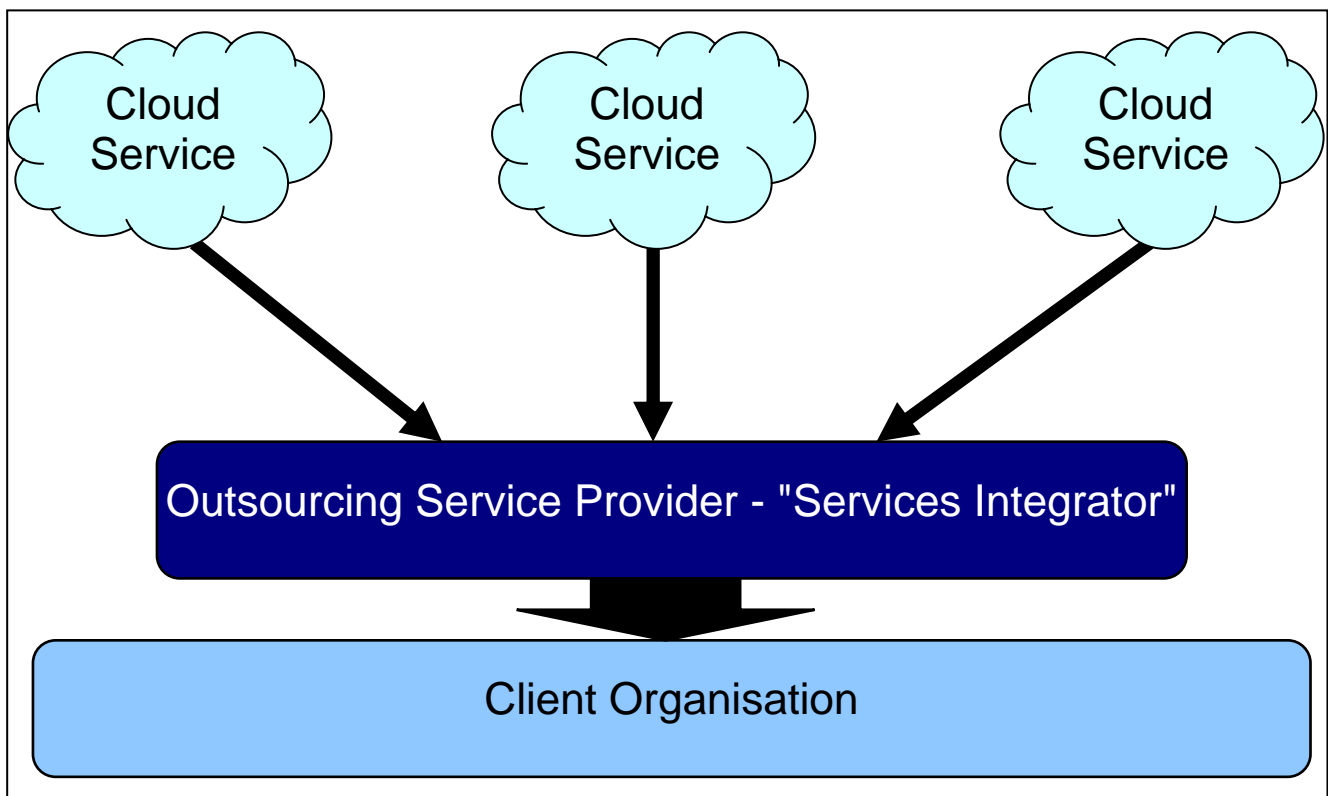 Cloud
Service
Cloud
Service
Cloud
Service
Outsourcing Service Provider - "Services Integrator"
Client Organisation